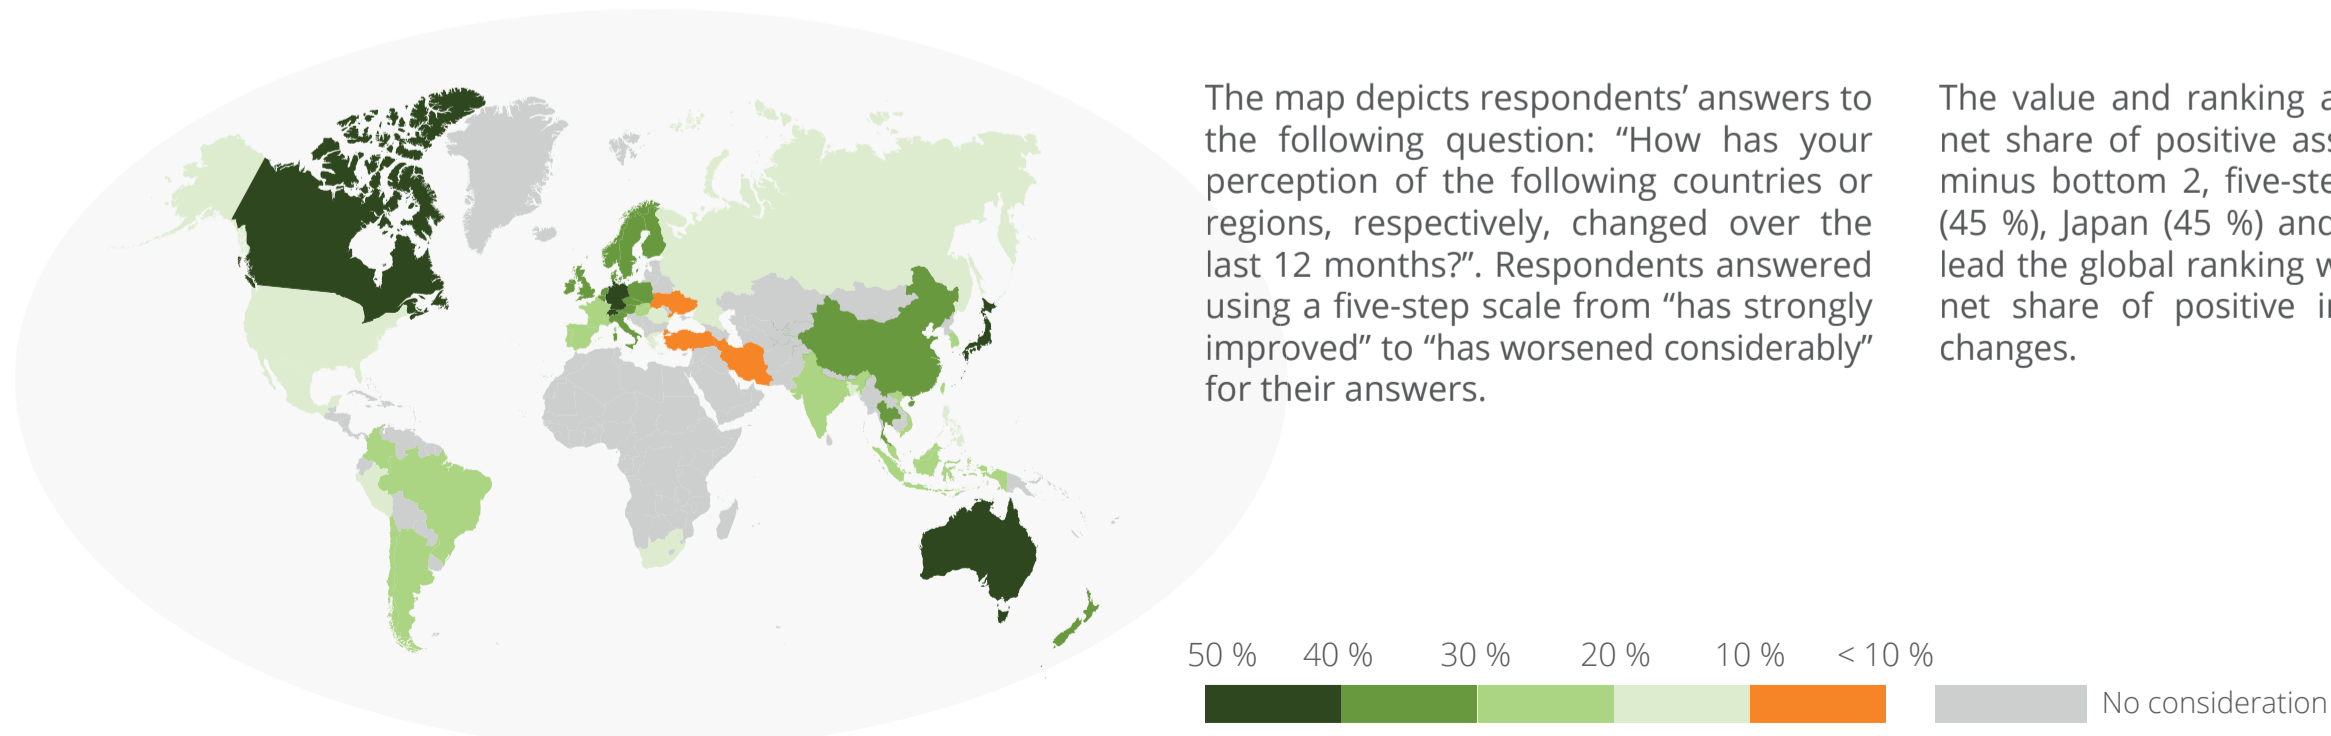 The map depicts respondents’ answers to
the following question: “How has your
perception of the following countries or
regions, respectively, changed over the
last 12 months?”. Respondents answered
using a five-step scale from “has strongly
improved” to “has worsened considerably”
for their answers.
The value and ranking
net share of positive
minus bottom 2,
(45 %), Japan (45 %)
lead the global ranking
net share of positive
changes.
50 % 40 % 30 % 20 % 10 % < 10 %
No consideration